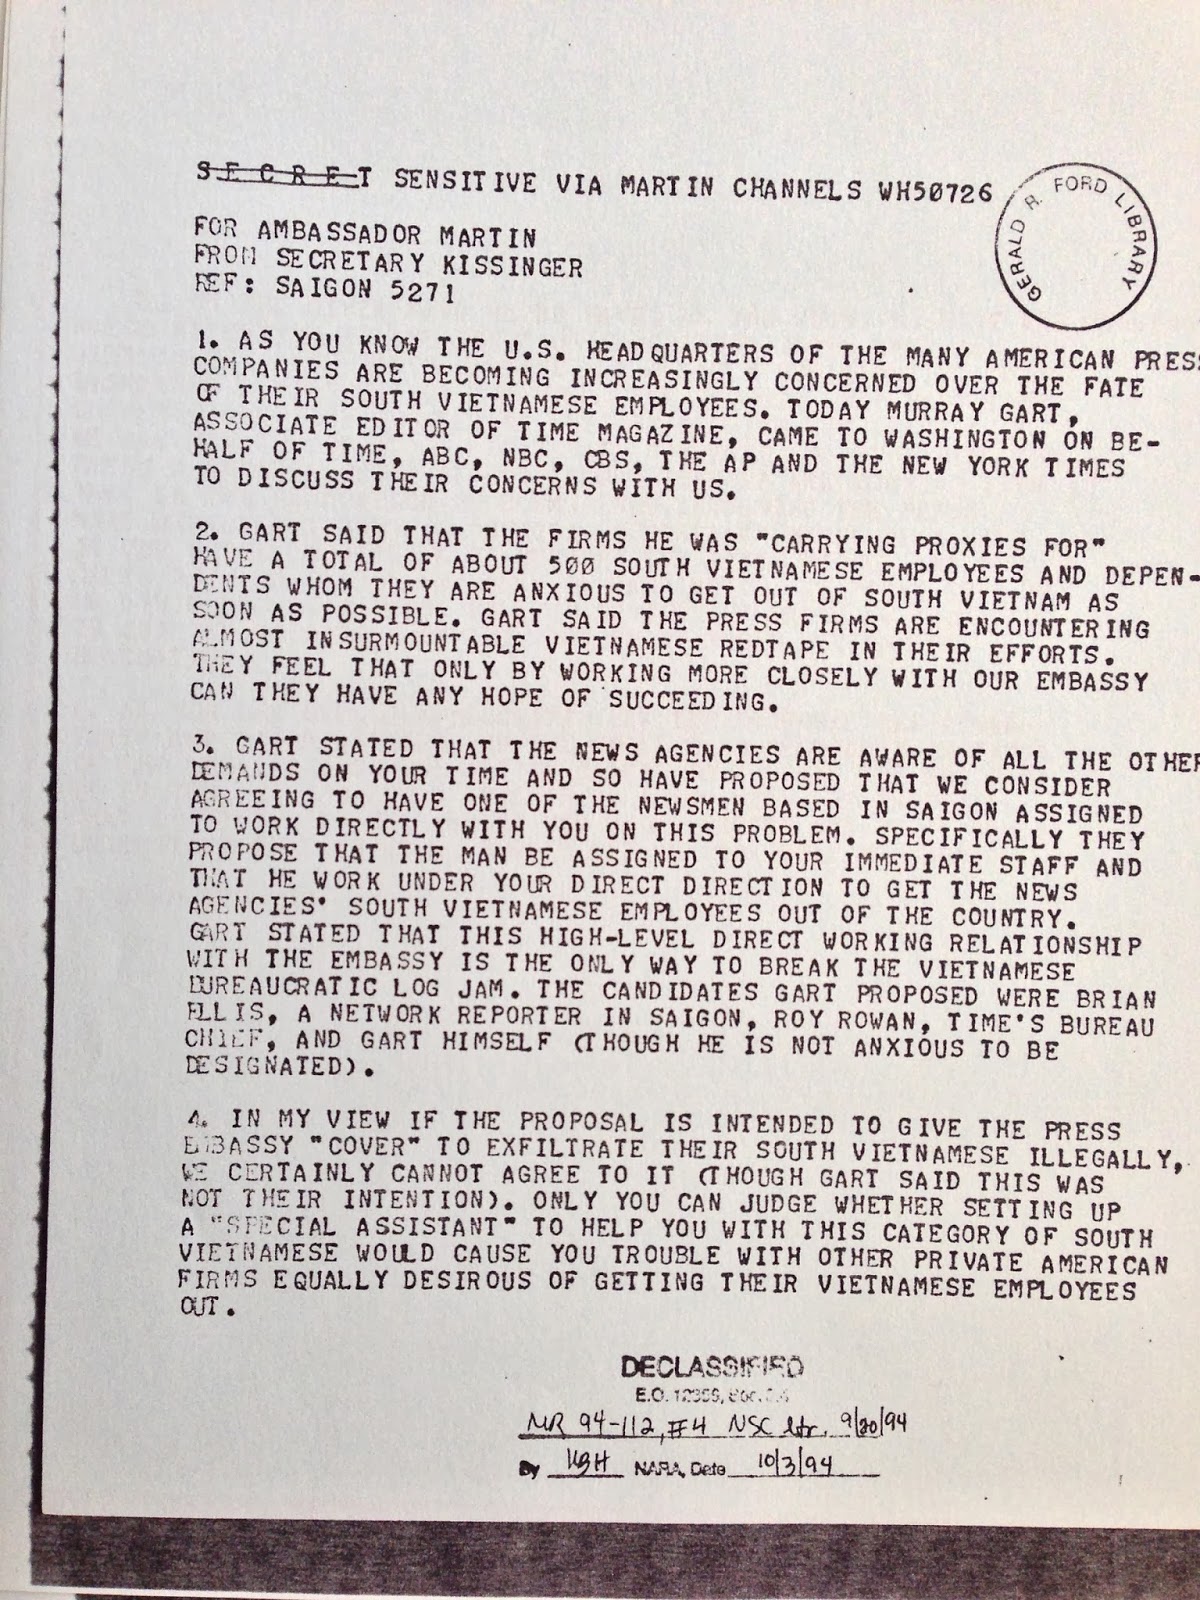 SECRET SENSITIVE VIA MARTIN CHANNELS WH50726
GERALD R. FORD LIBRARY
FOR AMBASSADOR MARTIN
FROM SECRETARY KISSINGER
REF: SAIGON 5271
1. AS YOU KNOW THE U.S. HEADQUARTERS OF THE MANY AMERICAN PRESS
COMPANIES ARE BECOMING INCREASINGLY CONCERNED OVER THE FATE
OF THEIR SOUTH VIETNAMESE EMPLOYEES. TODAY MURRAY GART,
ASSOCIATE EDITOR OF TIME MAGAZINE, CAME TO WASHINGTON ON BE-
HALF OF TIME, ABC, NBC, CBS, THE AP AND THE NEW YORK TIMES
TO DISCUSS THEIR CONCERNS WITH US.
2. GART SAID THAT THE FIRMS HE WAS "CARRYING PROXIES FOR"
HAVE A TOTAL OF ABOUT 500 SOUTH VIETNAMESE EMPLOYEES AND DEPEN-
DENTS WHOM THEY ARE ANXIOUS TO GET OUT OF SOUTH VIETNAM AS
SOON AS POSSIBLE. GART SAID THE PRESS FIRMS ARE ENCOUNTERING
ALMOST INSURMOUNTABLE VIETNAMESE REDTAPE IN THEIR EFFORTS.
THEY FEEL THAT ONLY BY WORKING MORE CLOSELY WITH OUR EMBASSY
CAN THEY HAVE ANY HOPE OF SUCCEEDING.
3. GART STATED THAT THE NEWS AGENCIES ARE AWARE OF ALL THE OTHER
DEMANDS ON YOUR TIME AND SO HAVE PROPOSED THAT WE CONSIDER
AGREEING TO HAVE ONE OF THE NEWSMEN BASED IN SAIGON ASSIGNED
TO WORK DIRECTLY WITH YOU ON THIS PROBLEM. SPECIFICALLY THEY
PROPOSE THAT THE MAN BE ASSIGNED TO YOUR IMMEDIATE STAFF AND
THAT HE WORK UNDER YOUR DIRECT DIRECTION TO GET THE NEWS
AGENCIES' SOUTH VIETNAMESE EMPLOYEES OUT OF THE COUNTRY.
GART STATED THAT THIS HIGH-LEVEL DIRECT WORKING RELATIONSHIP
WITH THE EMBASSY IS THE ONLY WAY TO BREAK THE VIETNAMESE
BUREAUCRATIC LOG JAM. THE CANDIDATES GART PROPOSED WERE BRIAN
ELLIS, A NETWORK REPORTER IN SAIGON, ROY ROWAN, TIME'S BUREAU
CHIEF, AND GART HIMSELF (THOUGH HE IS NOT ANXIOUS TO BE
DESIGNATED).
4. IN MY VIEW IF THE PROPOSAL IS INTENDED TO GIVE THE PRESS
EMBASSY "COVER" TO EXFILTRATE THEIR SOUTH VIETNAMESE ILLEGALLY,
WE CERTAINLY CANNOT AGREE TO IT (THOUGH GART SAID THIS WAS
NOT THEIR INTENTION). ONLY YOU CAN JUDGE WHETHER SETTING UP
A "SPECIAL ASSISTANT" TO HELP YOU WITH THIS CATEGORY OF SOUTH
VIETNAMESE WOULD CAUSE YOU TROUBLE WITH OTHER PRIVATE AMERICAN
FIRMS EQUALLY DESIROUS OF GETTING THEIR VIETNAMESE EMPLOYEES
OUT.
DECLASSIFIED
E.O.
MR 94-112, #4 NSC ltr. 9/20/94
By NARA, Date 10/3/94